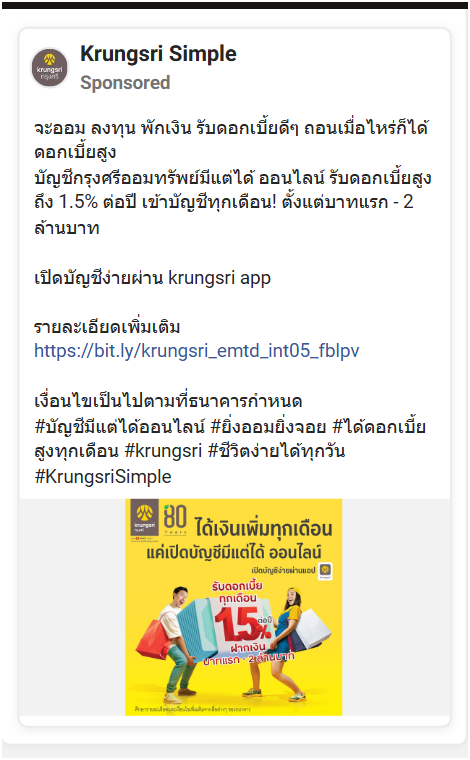 Krungsri Simple
Sponsored
krungsri
กรุงศรี
จะออม ลงทุน พักเงิน รับดอกเบี้ยดีๆ ถอนเมื่อไหร่ก็ได้
ดอกเบี้ยสูง
บัญชีกรุงศรีออมทรัพย์มีแต่ได้ ออนไลน์ รับดอกเบี้ยสูง
ถึง 1.5% ต่อปี เข้าบัญชีทุกเดือน! ตั้งแต่บาทแรก - 2
ล้านบาท
เปิดบัญชีง่ายผ่าน krungsri app
รายละเอียดเพิ่มเติม
https://bit.ly/krungsri_emtd_int05_fblpv
เงื่อนไขเป็นไปตามที่ธนาคารกำหนด
#บัญชีมีแต่ได้ออนไลน์ #ยิ่งออมยิ่งจอย #ได้ดอกเบี้ย
สูงทุกเดือน #krungsri #ชีวิตง่ายได้ทุกวัน
#KrungsriSimple
krungsri
กรุงศรี
80
Years
ได้เงินเพิ่มทุกเดือน
แค่เปิดบัญชีมีแต่ได้ ออนไลน์
เปิดบัญชีง่ายผ่านแอป
รับดอกเบี้ย
ทุกเดือน
1.5% ต่อปี
ฝากเงิน
บาทแรก - 2 ล้านบาท